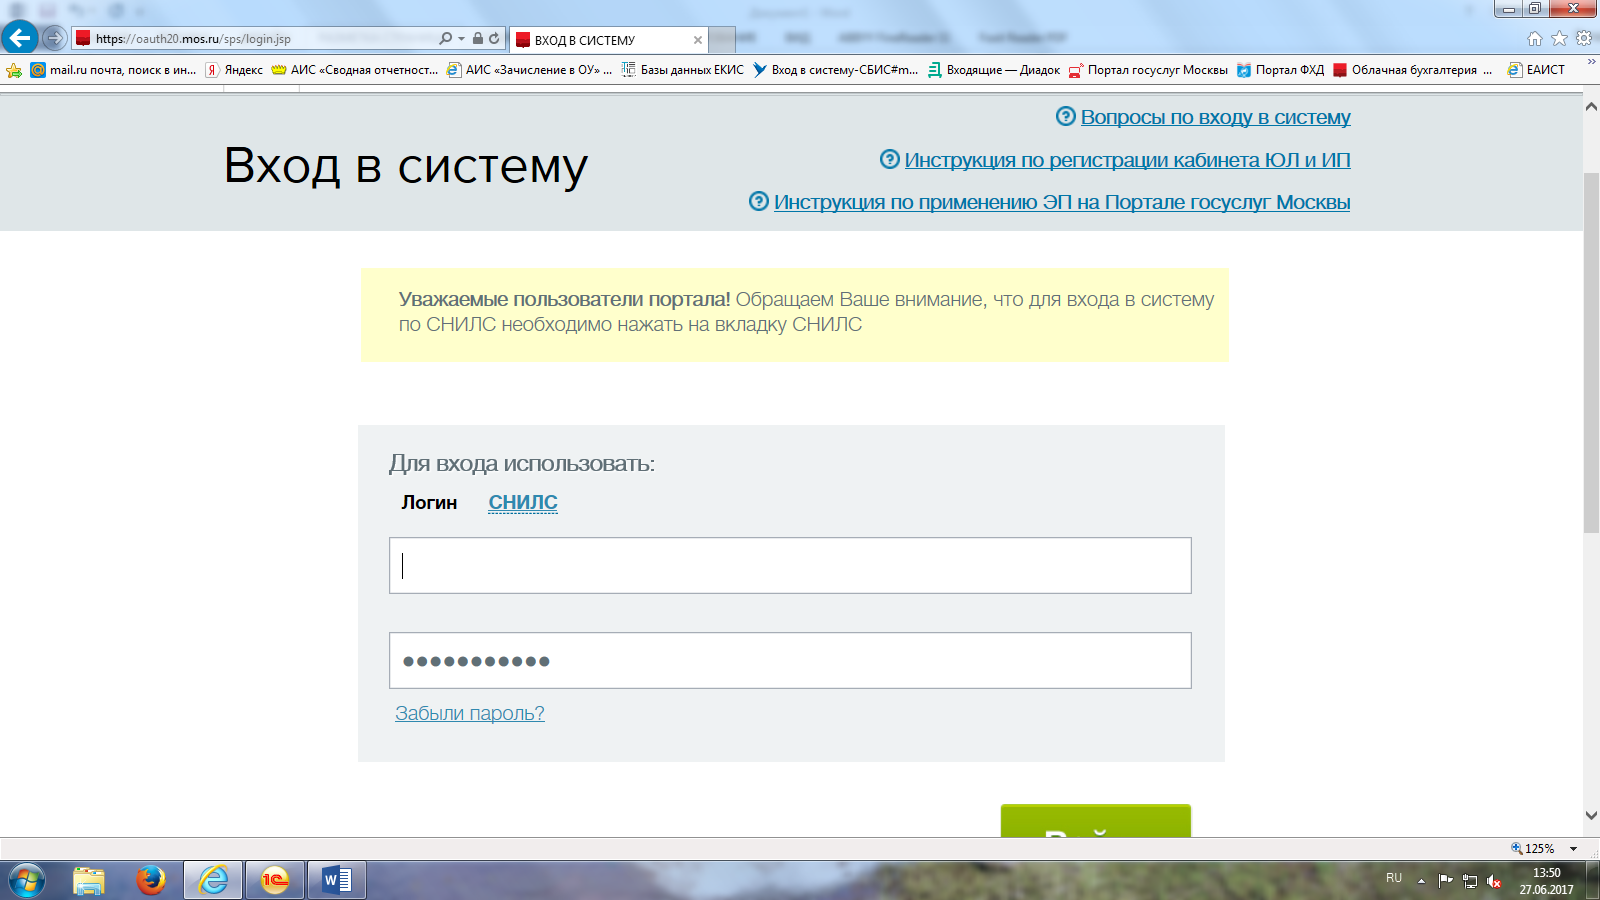 https://oauth20.mos.ru/sps/login.jsp
ВХОД В СИСТЕМУ
mail.ru почта, поиск в ин...
Яндекс
АИС «Сводная отчетност...
АИС «Зачисление в ОУ» ...
Базы данных ЕКИС
Вход в систему-СБИС#m...
Входящие — Диадок
Портал госуслуг Москвы
Портал ФХД
Облачная бухгалтерия ...
ЕАИСТ
Вопросы по входу в систему
Вход в систему
Инструкция по регистрации кабинета ЮЛ и ИП
Инструкция по применению ЭП на Портале госуслуг Москвы
Уважаемые пользователи портала! Обращаем Ваше внимание, что для входа в систему
по СНИЛС необходимо нажать на вкладку СНИЛС
Для входа использовать:
Логин СНИЛС
Забыли пароль?
125%
RU
13:50
27.06.2017